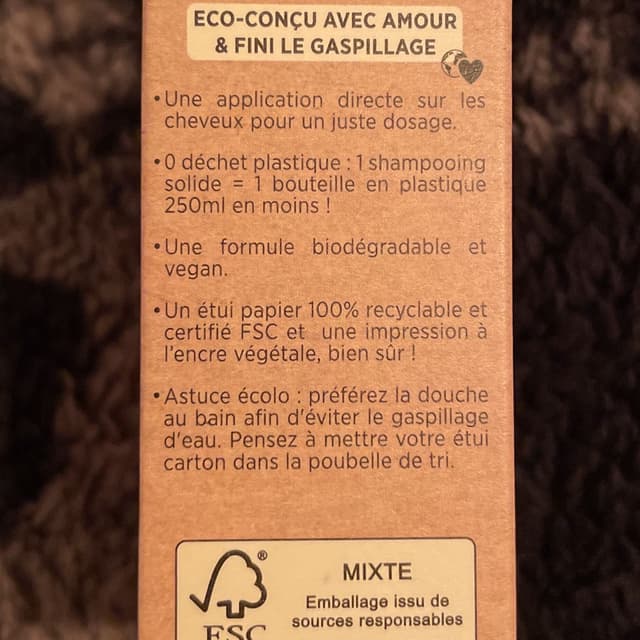 ECO-CONÇU AVEC AMOUR
& FINI LE GASPILLAGE
•Une application directe sur les
cheveux pour un juste dosage.
•0 déchet plastique : 1 shampooing
solide = 1 bouteille en plastique
250ml en moins !
•Une formule biodégradable et
vegan.
•Un étui papier 100% recyclable et
certifié FSC et une impression à
l'encre végétale, bien sûr !
•Astuce écolo : préférez la douche
au bain afin d'éviter le gaspillage
d'eau. Pensez à mettre votre étui
carton dans la poubelle de tri.
®
MIXTE
Emballage issu de
sources responsables
FSC